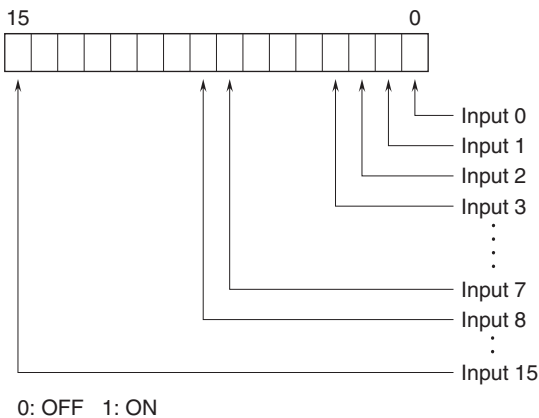 15 0
Input 0
Input 1
Input 2
Input 3
Input 7
Input 8
Input 15
0: OFF 1: ON